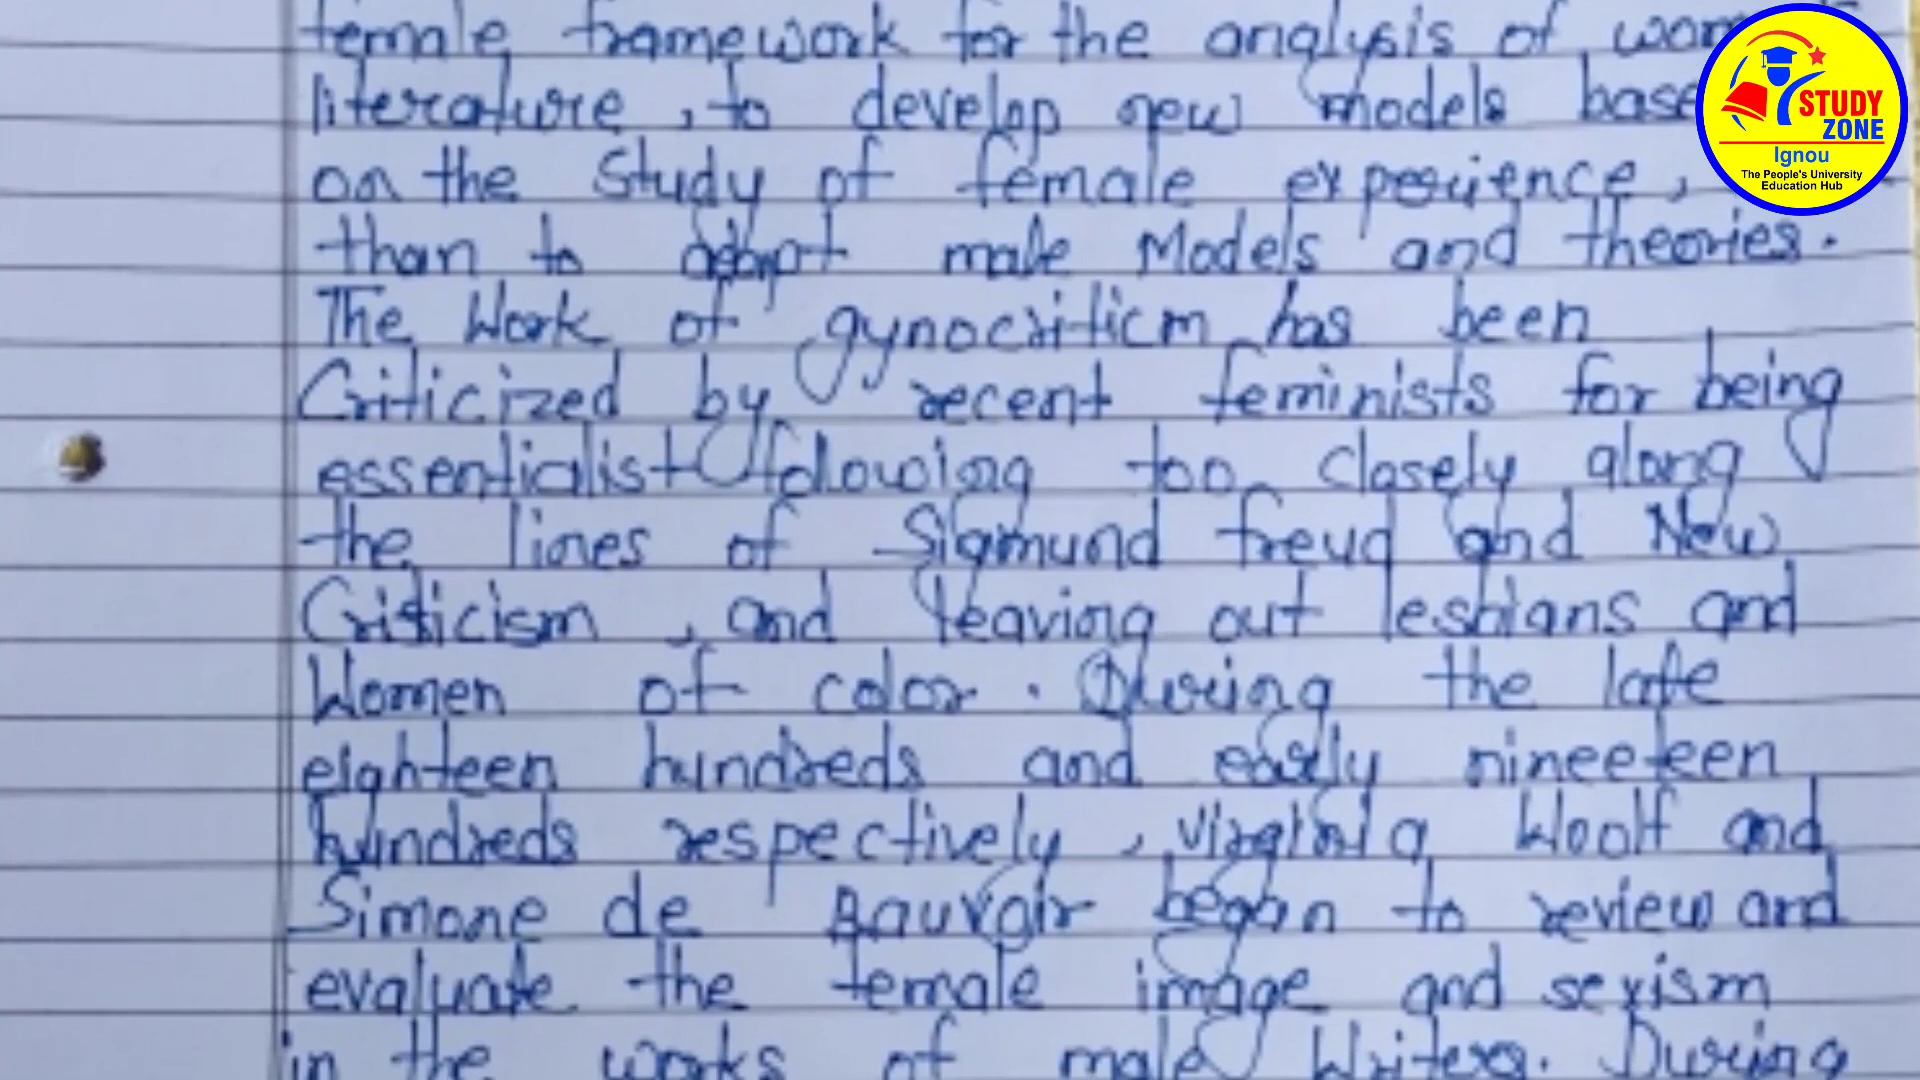 female framework for the analysis of
literature, to develop new models
on the study of female experience,
than to adopt male Models and theories.
The Work of gynocriticm has been
Criticized by recent feminists for being
essentialist following too closely along
the lines of Sigmund freud and New
Criticism, and leaving out lesbians and
Women of color. During the late
eighteen hundreds and early nineeteen
hundreds respectively, Virginia Woolf and
Simone de Bauvoir began to review and
evaluate the female image and sexism
in the works of male Writers. During
STUDY
ZONE
Ignou
The People's University
Education Hub